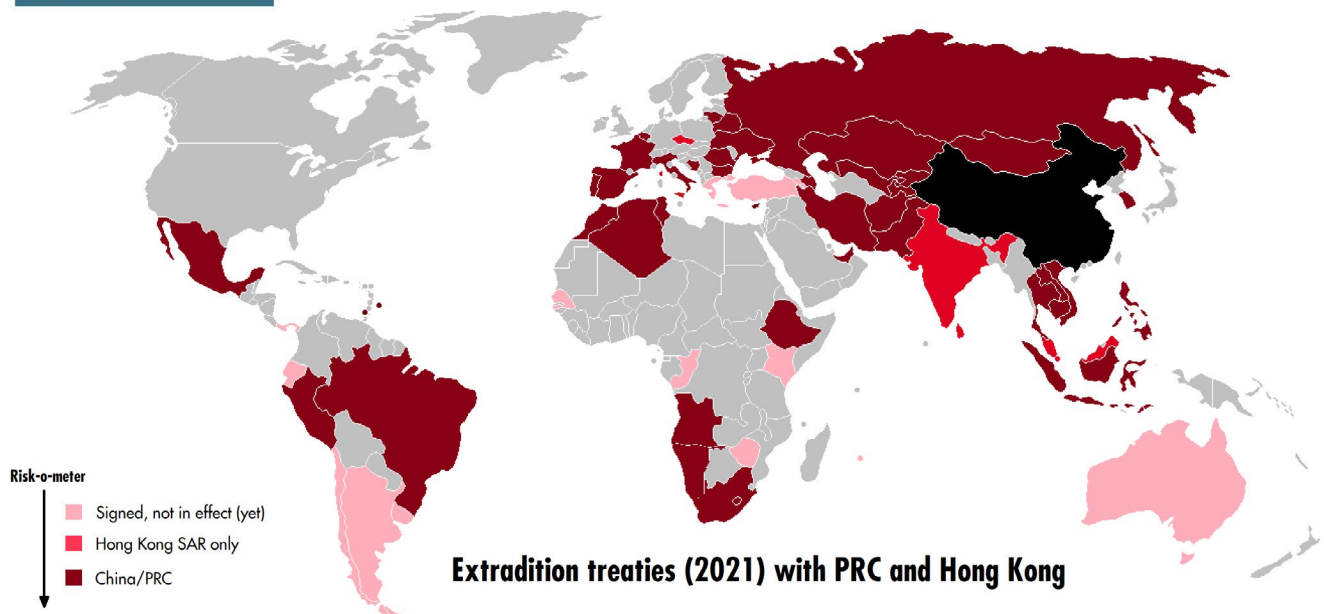 Risk-o-meter
Signed, not in effect (yet)
Hong Kong SAR only
China/PRC
Extradition treaties (2021) with PRC and Hong Kong